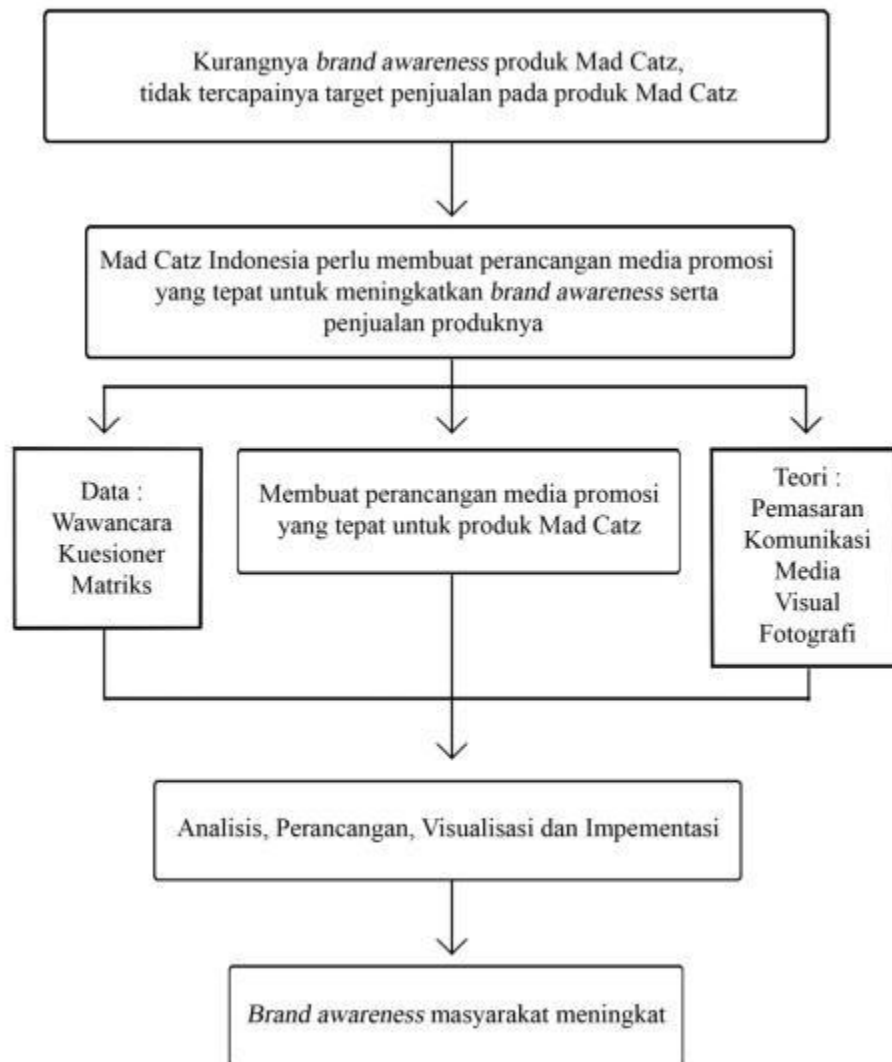 Kurangnya brand awareness produk Mad Catz,
tidak tercapainya target penjualan pada produk Mad Catz
Mad Catz Indonesia perlu membuat perancangan media promosi
yang tepat untuk meningkatkan brand awareness serta
penjualan produknya
Data :
Wawancara
Kuesioner
Matriks
Membuat perancangan media promosi
yang tepat untuk produk Mad Catz
Teori :
Pemasaran
Komunikasi
Media
Visual
Fotografi
Analisis, Perancangan, Visualisasi dan Impementasi
Brand awareness masyarakat meningkat